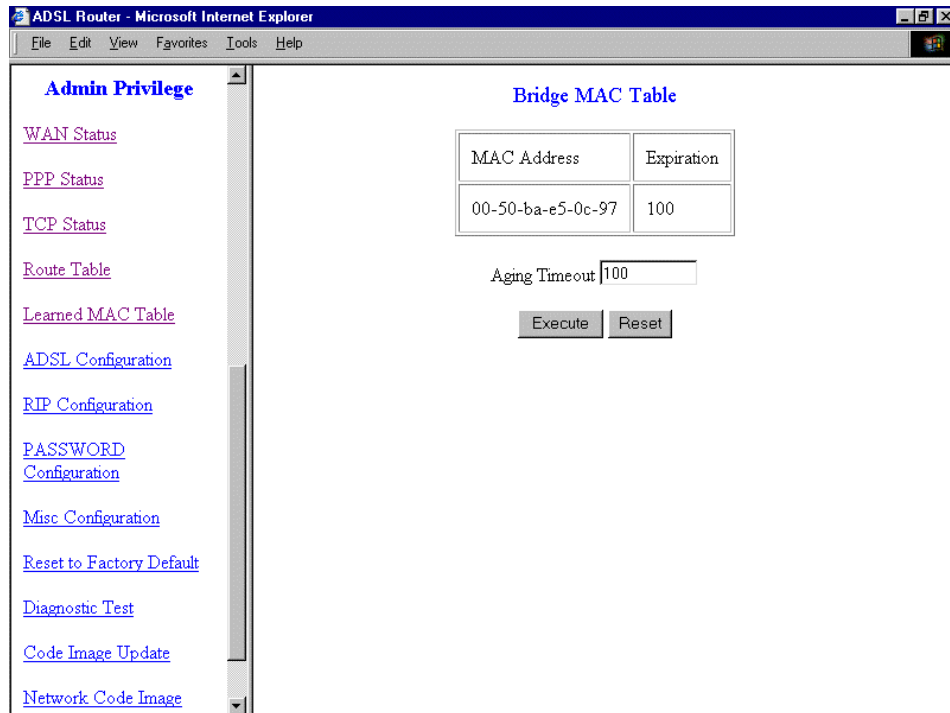 ADSL Router - Microsoft Internet Explorer
File Edit View Favorites Tools Help
Admin Privilege
WAN Status
PPP Status
TCP Status
Route Table
Learned MAC Table
ADSL Configuration
RIP Configuration
PASSWORD
Configuration
Misc Configuration
Reset to Factory Default
Diagnostic Test
Code Image Update
Network Code Image
Bridge MAC Table
MAC Address Expiration
00-50-ba-e5-0c-97 100
Aging Timeout 100
Execute Reset